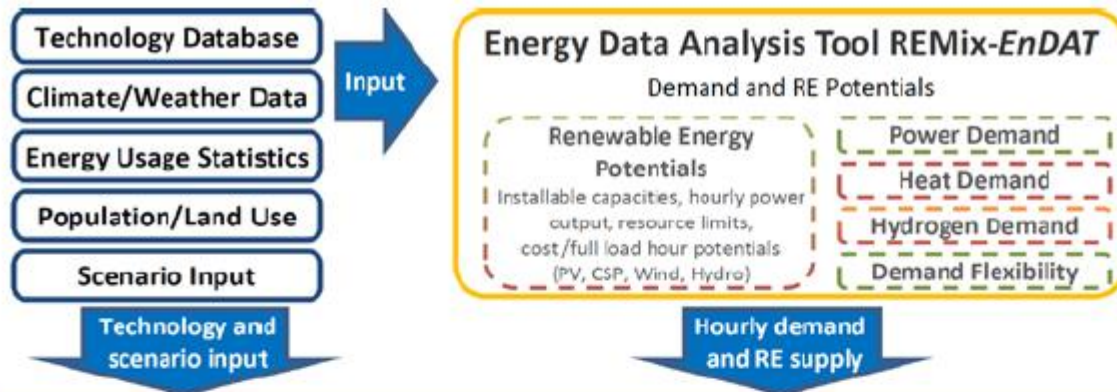 Technology Database
Climate/Weather Data
Energy Usage Statistics
Population/Land Use
Scenario Input
Technology and
scenario input
Input
Energy Data Analysis Tool REMix-EnDAT
Demand and RE Potentials
Renewable Energy
Potentials
Installable capacities, hourly power
output, resource limits,
cost/full load hour potentials
(PV, CSP, Wind, Hydro)
Power Demand
Heat Demand
Hydrogen Demand
Demand Flexibility
Hourly demand
and RE supply